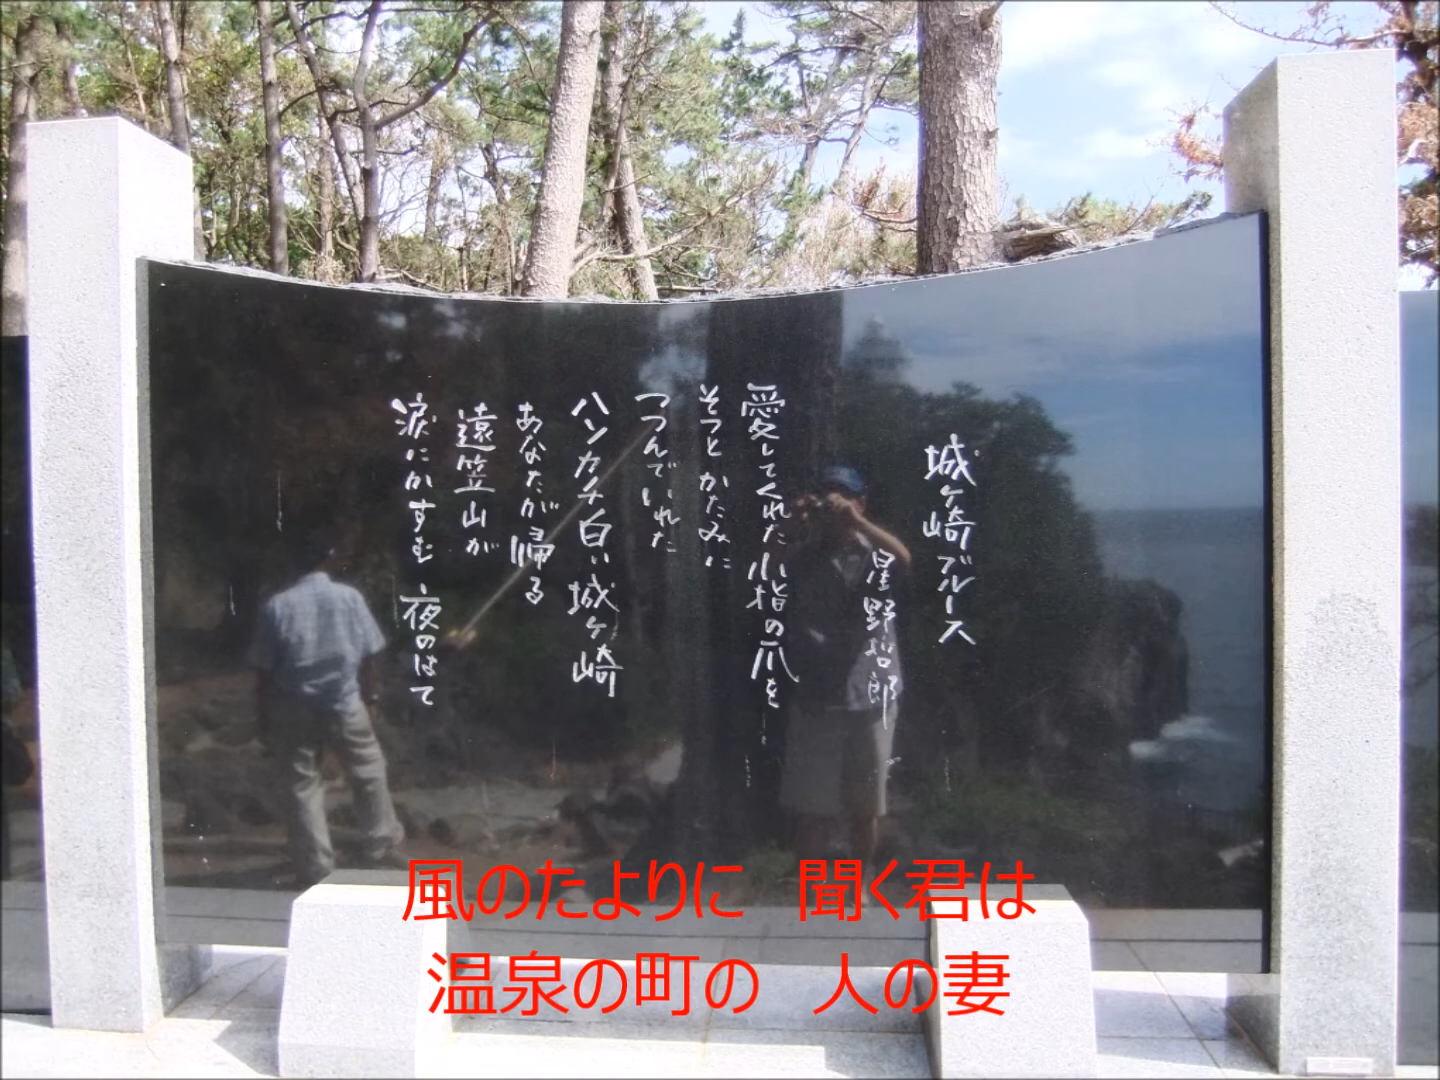 城ヶ崎ブルース
星野哲郎
愛してくれた小指の爪を
そっとかたみに
つつんでいれた
ハンカチ白い城ヶ崎
あなたが帰る
遠笠山が
涙にかすむ 夜のはて
風のたよりに 聞く君は
温泉の町の 人の妻